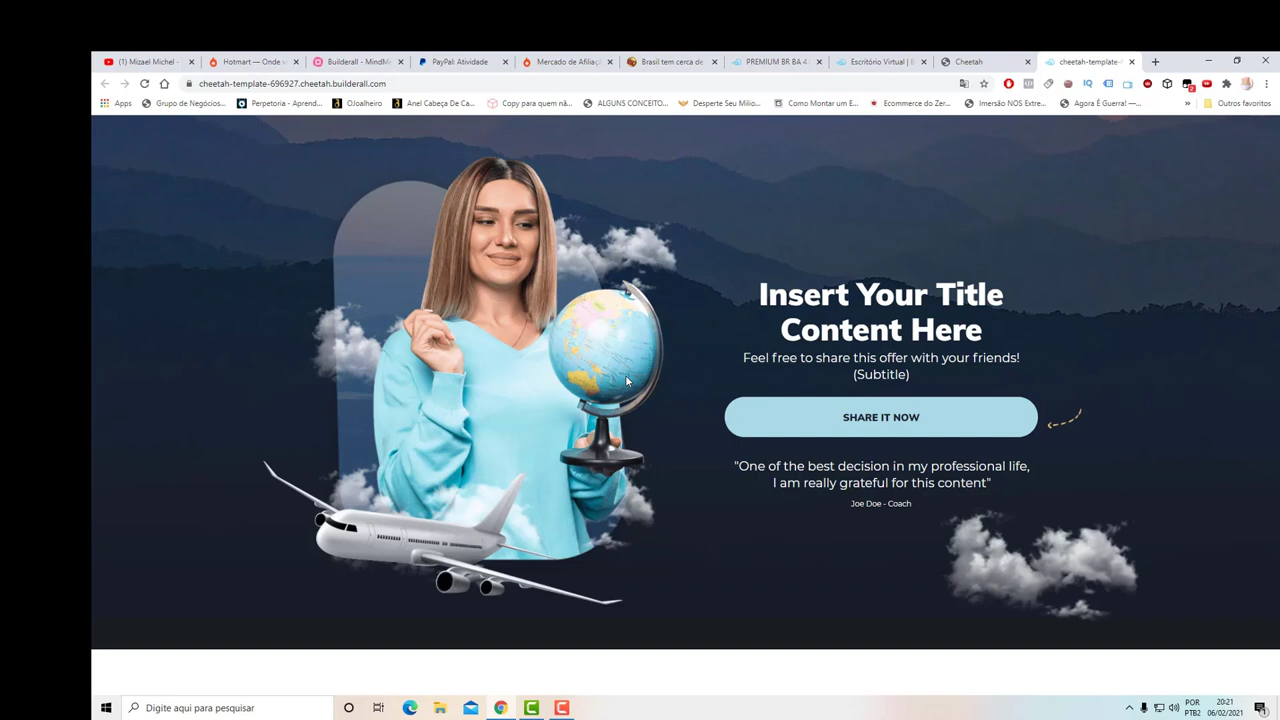 (1) Mizael Michel -
Hotmart — Onde v
Builderall - MindM
PayPal: Atividade
Mercado de Afiliaç
Brasil tem cerca de
PREMIUM BR BA 4.
Escritório Virtual | B
Cheetah
cheetah-template-
cheetah-template-696927.cheetah.builderall.com
Apps
Grupo de Negócios...
Perpetoria - Aprend...
OJoalheiro
Anel Cabeça De Ca...
Copy para quem nã...
ALGUNS CONCEITO...
Desperte Seu Milio...
Como Montar um E...
Ecommerce do Zer...
Imersão NOS Extre...
Agora É Guerra! —...
Outros favoritos
Insert Your Title
Content Here
Feel free to share this offer with your friends!
(Subtitle)
SHARE IT NOW
"One of the best decision in my professional life,
I am really grateful for this content"
Joe Doe - Coach
Digite aqui para pesquisar
POR
PTB2
20:21
06/02/2021